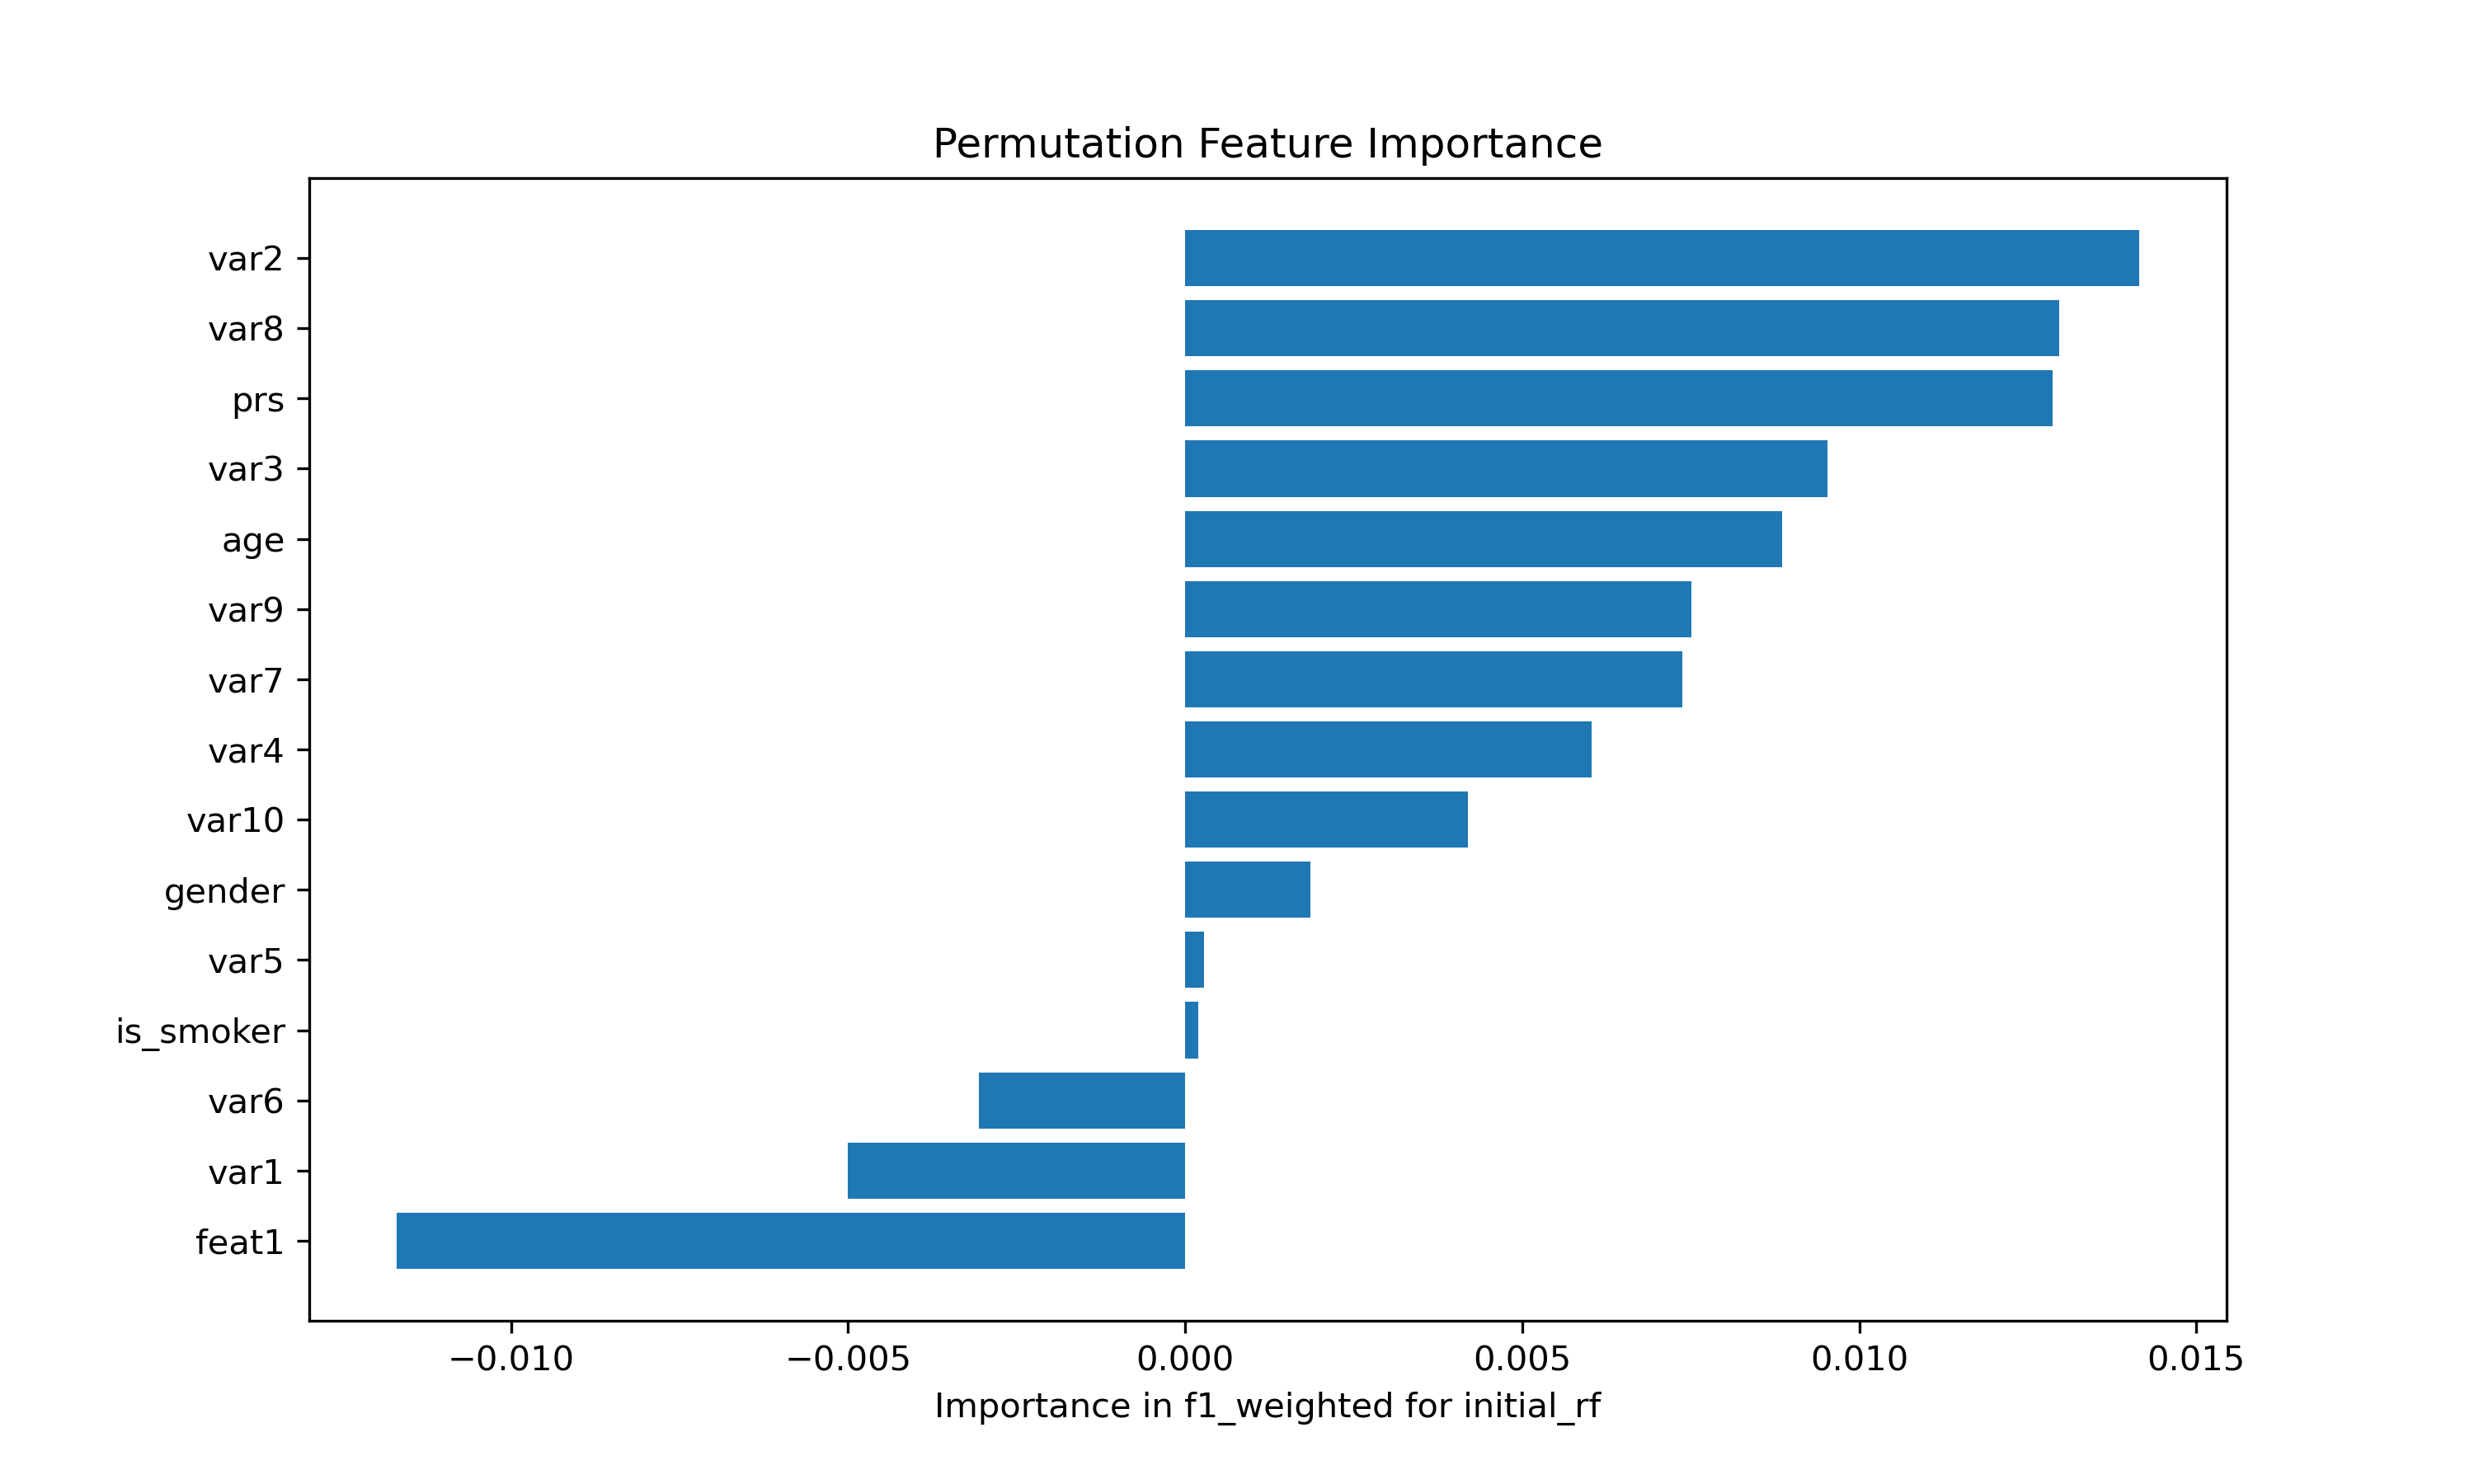 Permutation Feature Importance
var2
var8
prs
var3
age
var9
var7
var4
var10
gender
var5
is_smoker
var6
var1
feat1
−0.010 −0.005 0.000 0.005 0.010 0.015
Importance in f1_weighted for initial_rf